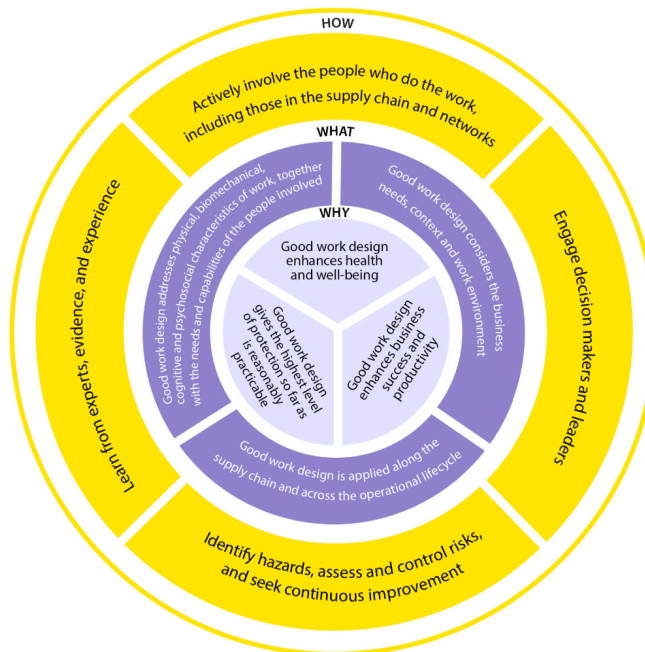 HOW
Actively involve the people who do the work,
including those in the supply chain and networks
Engage decision makers and leaders
Identify hazards, assess and control risks,
and seek continuous improvement
Learn from experts, evidence, and experience
WHAT
Good work design addresses physical, biomechanical,
cognitive and psychosocial characteristics of work, together
with the needs and capabilities of the people involved
Good work design considers the business
needs, context and work environment
Good work design is applied along the
supply chain and across the operational lifecycle
WHY
Good work design
enhances health
and well-being
Good work design
gives the highest level
of protection so far as
is reasonably
practicable
Good work design
enhances business
success and
productivity